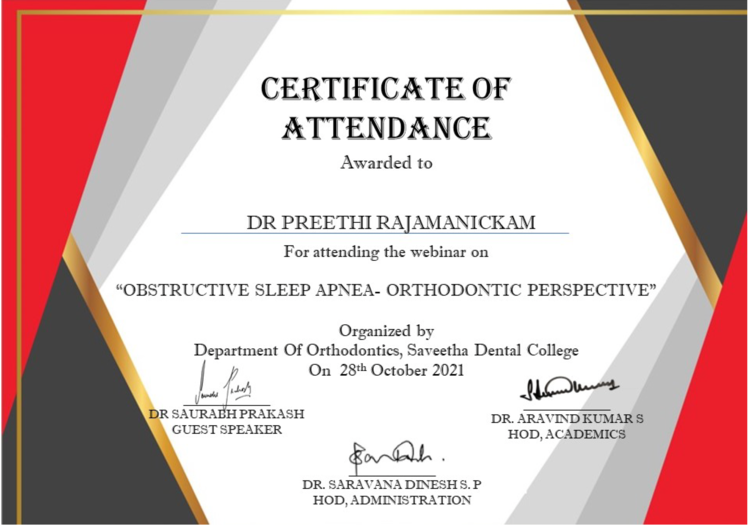 CERTIFICATE OF
ATTENDANCE
Awarded to
DR PREETHI RAJAMANICKAM
For attending the webinar on
“OBSTRUCTIVE SLEEP APNEA- ORTHODONTIC PERSPECTIVE”
Organized by
Department Of Orthodontics, Saveetha Dental College
On 28th October 2021
DR SAURABH PRAKASH
GUEST SPEAKER
DR. ARAVIND KUMAR S
HOD, ACADEMICS
DR. SARAVANA DINESH S. P
HOD, ADMINISTRATION